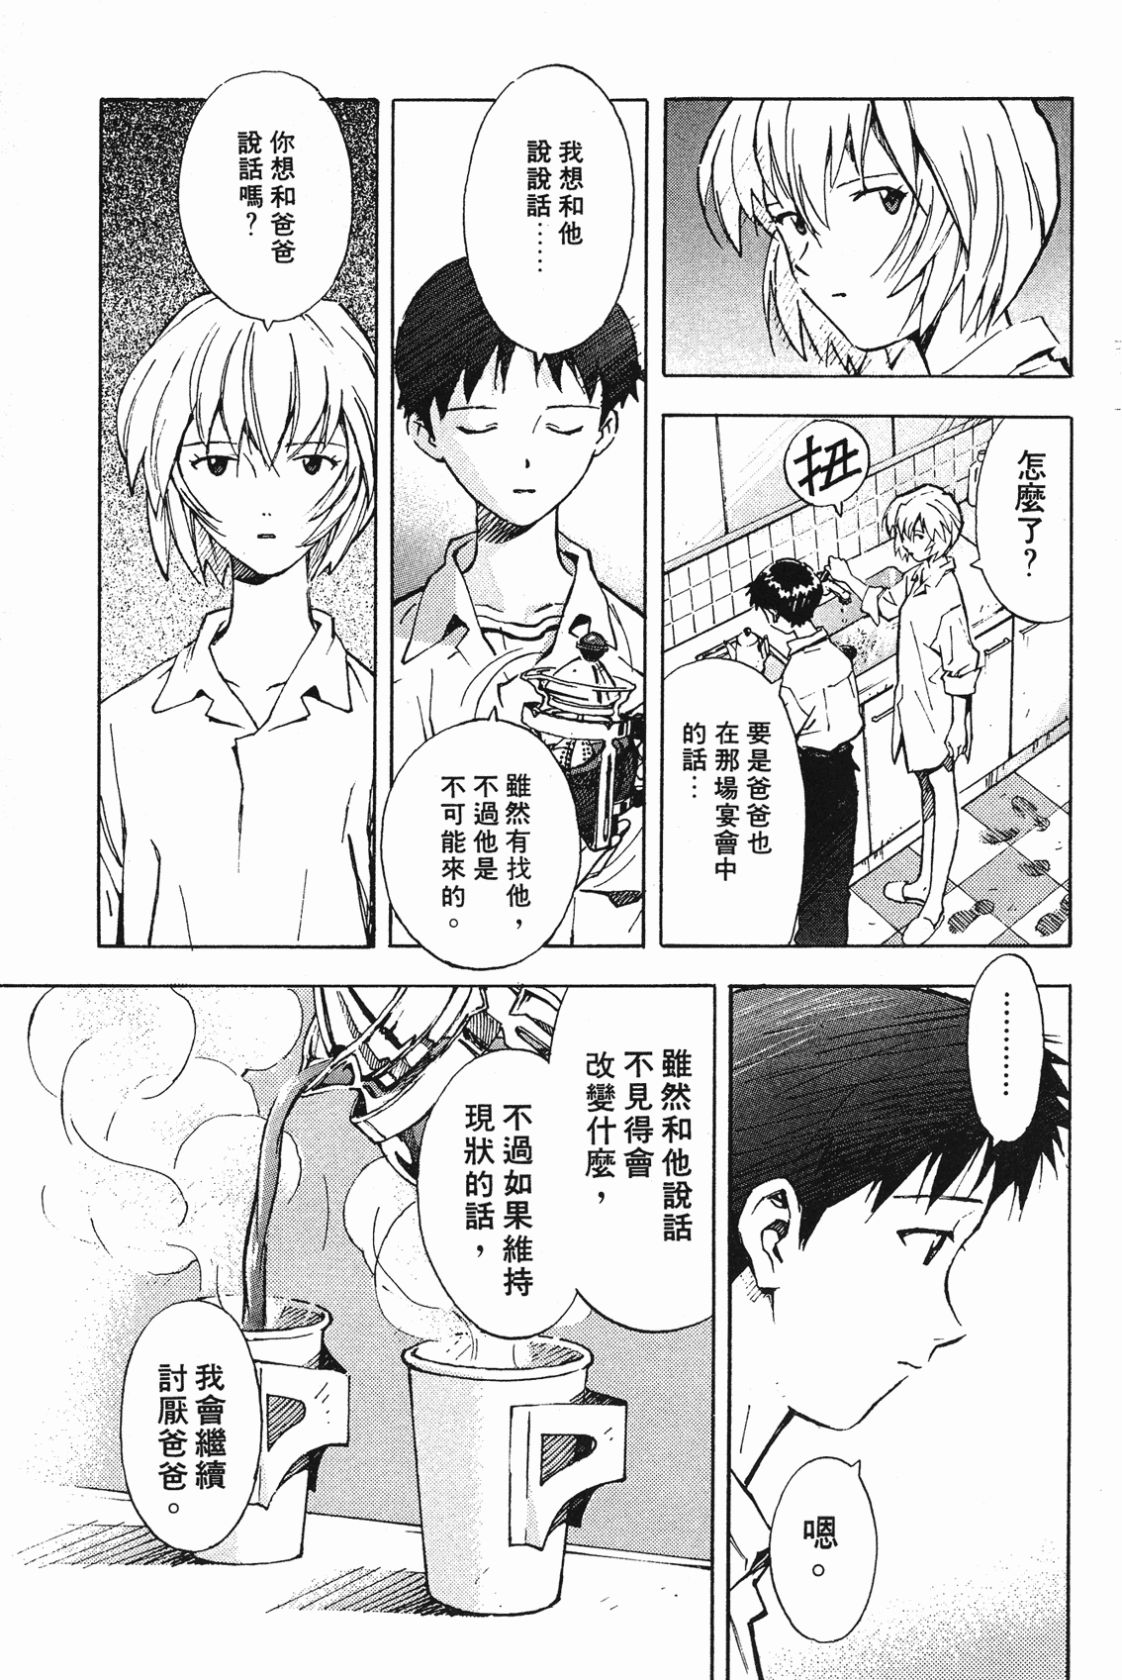 怎麼了?
扭
要是爸爸也
在那場宴會中
的話…
我想和他
說說話……
雖然有找他，
不過他是
不可能來的。
你想和爸爸
說話嗎?
………
嗯。
雖然和他說話
不見得會
改變什麼，
不過如果維持
現狀的話，
我會繼續
討厭爸爸。